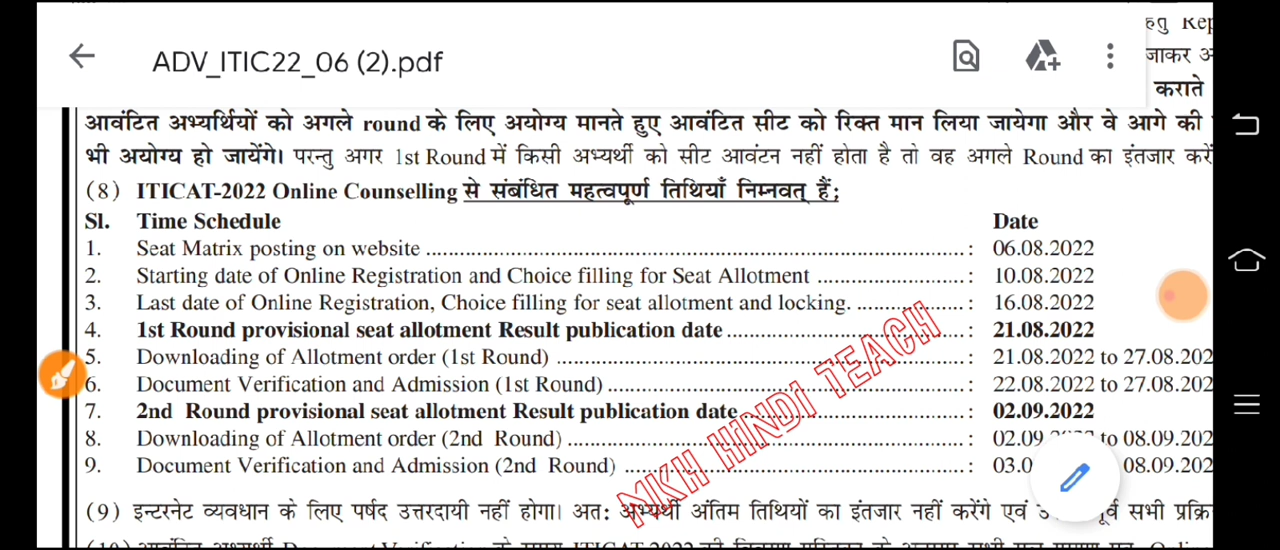 हेतु Rep
ADV_ITIC22_06 (2).pdf
जाकर अ
कराते
आवंटित अभ्यर्थियों को अगले round के लिए अयोग्य मानते हुए आवंटित सीट को रिक्त मान लिया जायेगा और वे आगे की
भी अयोग्य हो जायेंगे। परन्तु अगर 1st Round में किसी अभ्यर्थी को सीट आवंटन नहीं होता है तो वह अगले Round का इंतजार करें
(8) ITICAT-2022 Online Counselling से संबंधित महत्वपूर्ण तिथियाँ निम्नवत् हैं;
Sl. Time Schedule Date
1. Seat Matrix posting on website : 06.08.2022
2. Starting date of Online Registration and Choice filling for Seat Allotment : 10.08.2022
3. Last date of Online Registration, Choice filling for seat allotment and locking. : 16.08.2022
4. 1st Round provisional seat allotment Result publication date : 21.08.2022
5. Downloading of Allotment order (1st Round) : 21.08.2022 to 27.08.202
6. Document Verification and Admission (1st Round) : 22.08.2022 to 27.08.202
7. 2nd Round provisional seat allotment Result publication date : 02.09.2022
8. Downloading of Allotment order (2nd Round) : 02.09 to 08.09.202
9. Document Verification and Admission (2nd Round) : 03.0 08.09.202
NKH HINDI TEACH
(9) इन्टरनेट व्यवधान के लिए पर्षद उत्तरदायी नहीं होगा। अत: अभ्यर्थी अंतिम तिथियों का इंतजार नहीं करेंगे एवं सभी प्रक्रि